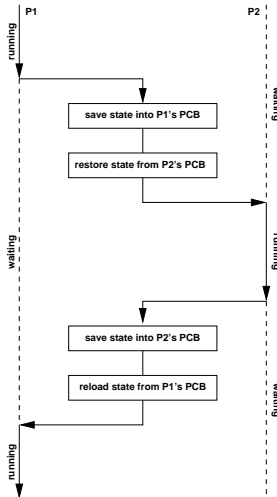 P1 P2
running
waiting
save state into P1's PCB
restore state from P2's PCB
waiting
running
save state into P2's PCB
reload state from P1's PCB
waiting
running